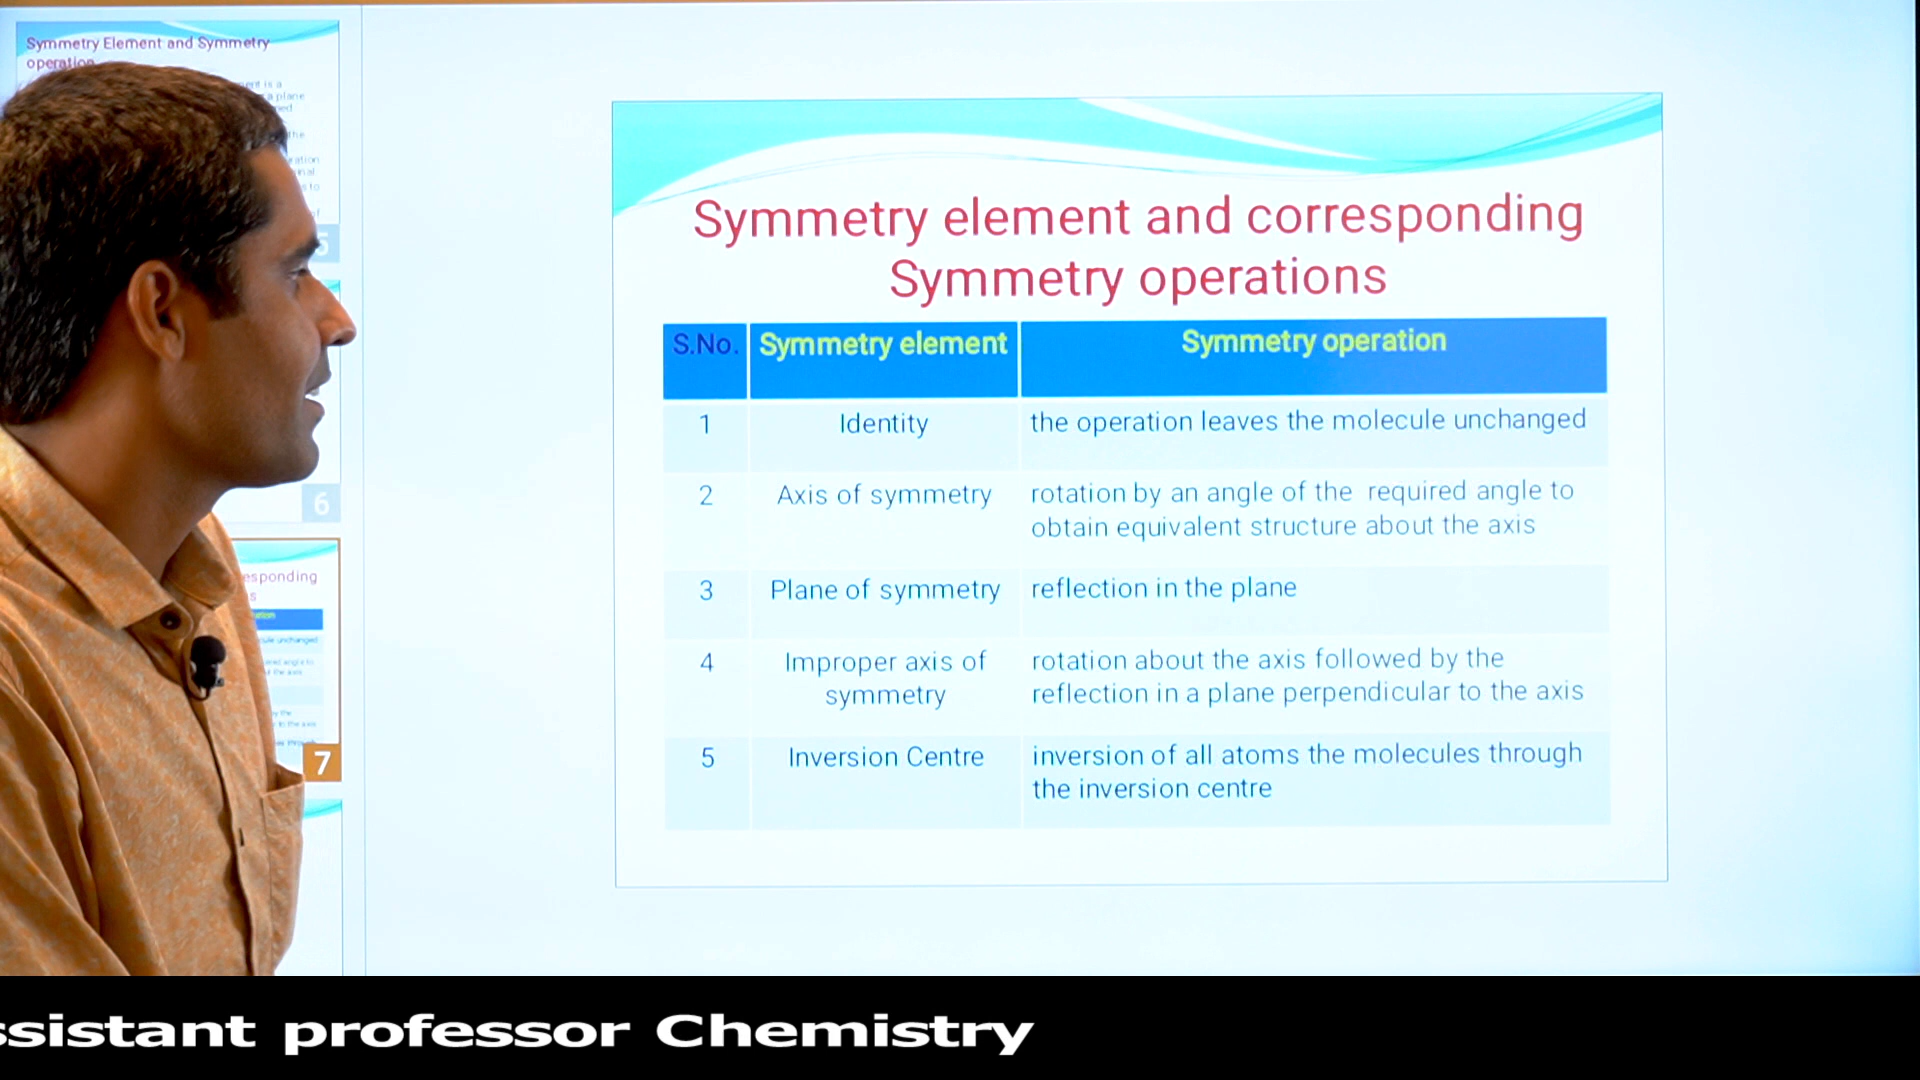 Symmetry Element and Symmetry
operation
5
6
7
Symmetry element and corresponding
Symmetry operations
S.No. Symmetry element Symmetry operation
1 Identity the operation leaves the molecule unchanged
2 Axis of symmetry rotation by an angle of the required angle to
obtain equivalent structure about the axis
3 Plane of symmetry reflection in the plane
4 Improper axis of rotation about the axis followed by the
symmetry reflection in a plane perpendicular to the axis
5 Inversion Centre inversion of all atoms the molecules through
the inversion centre
ssistant professor Chemistry